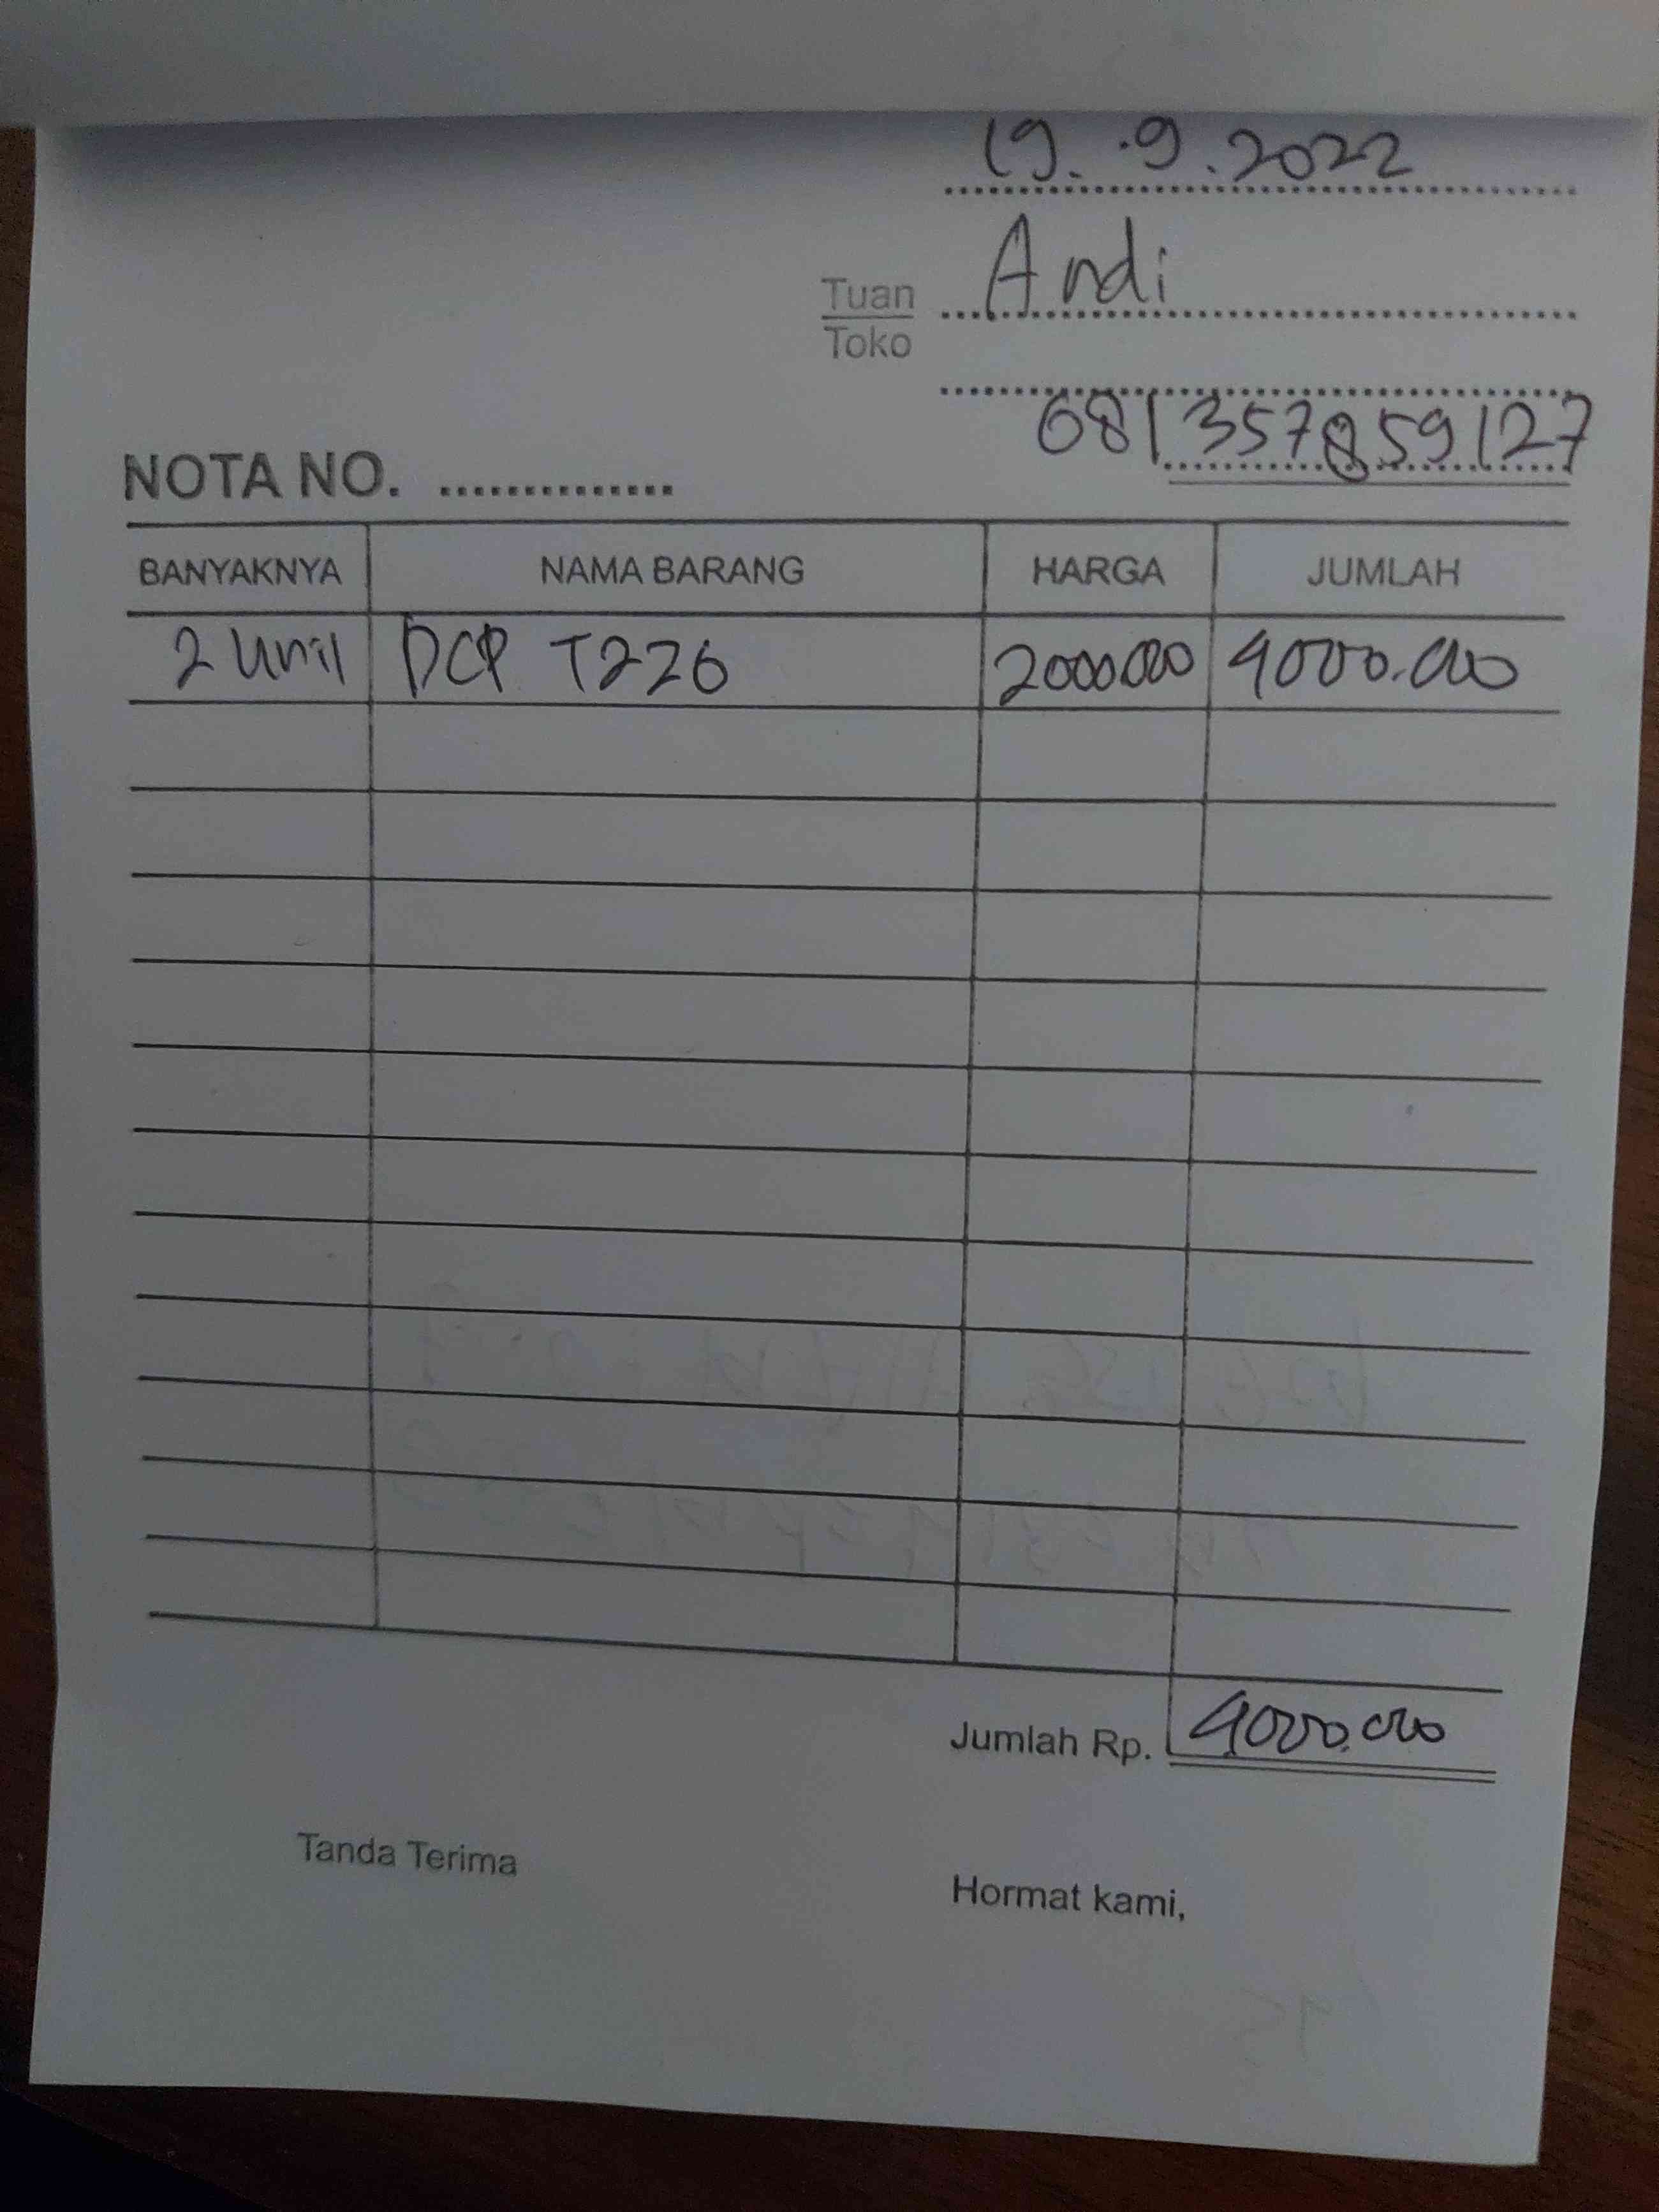 19. .9.2022
Tuan Andi
Toko
081357859127
NOTA NO. ..............
BANYAKNYA NAMA BARANG HARGA JUMLAH
2 Unit DCP T226 2000.000 4000.000
Jumlah Rp. 4000.000
Tanda Terima
Hormat kami,